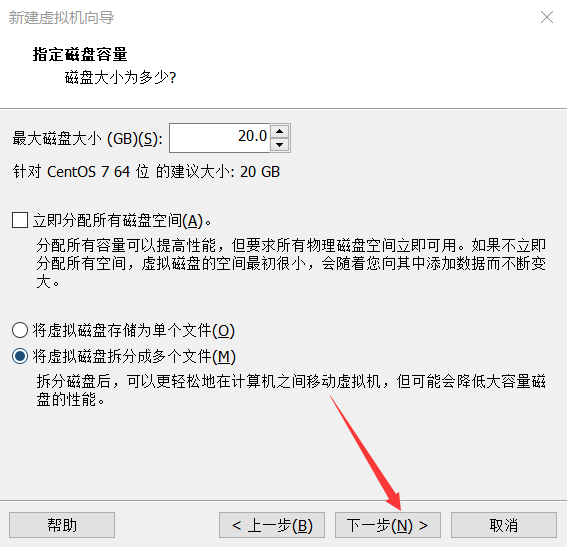 新建虚拟机向导
指定磁盘容量
磁盘大小为多少?
最大磁盘大小 (GB)(S): 20.0
针对 CentOS 7 64 位 的建议大小: 20 GB
立即分配所有磁盘空间(A)。
分配所有容量可以提高性能，但要求所有物理磁盘空间立即可用。如果不立即
分配所有空间，虚拟磁盘的空间最初很小，会随着您向其中添加数据而不断变
大。
将虚拟磁盘存储为单个文件(O)
将虚拟磁盘拆分成多个文件(M)
拆分磁盘后，可以更轻松地在计算机之间移动虚拟机，但可能会降低大容量磁
盘的性能。
帮助 < 上一步(B) 下一步(N) > 取消